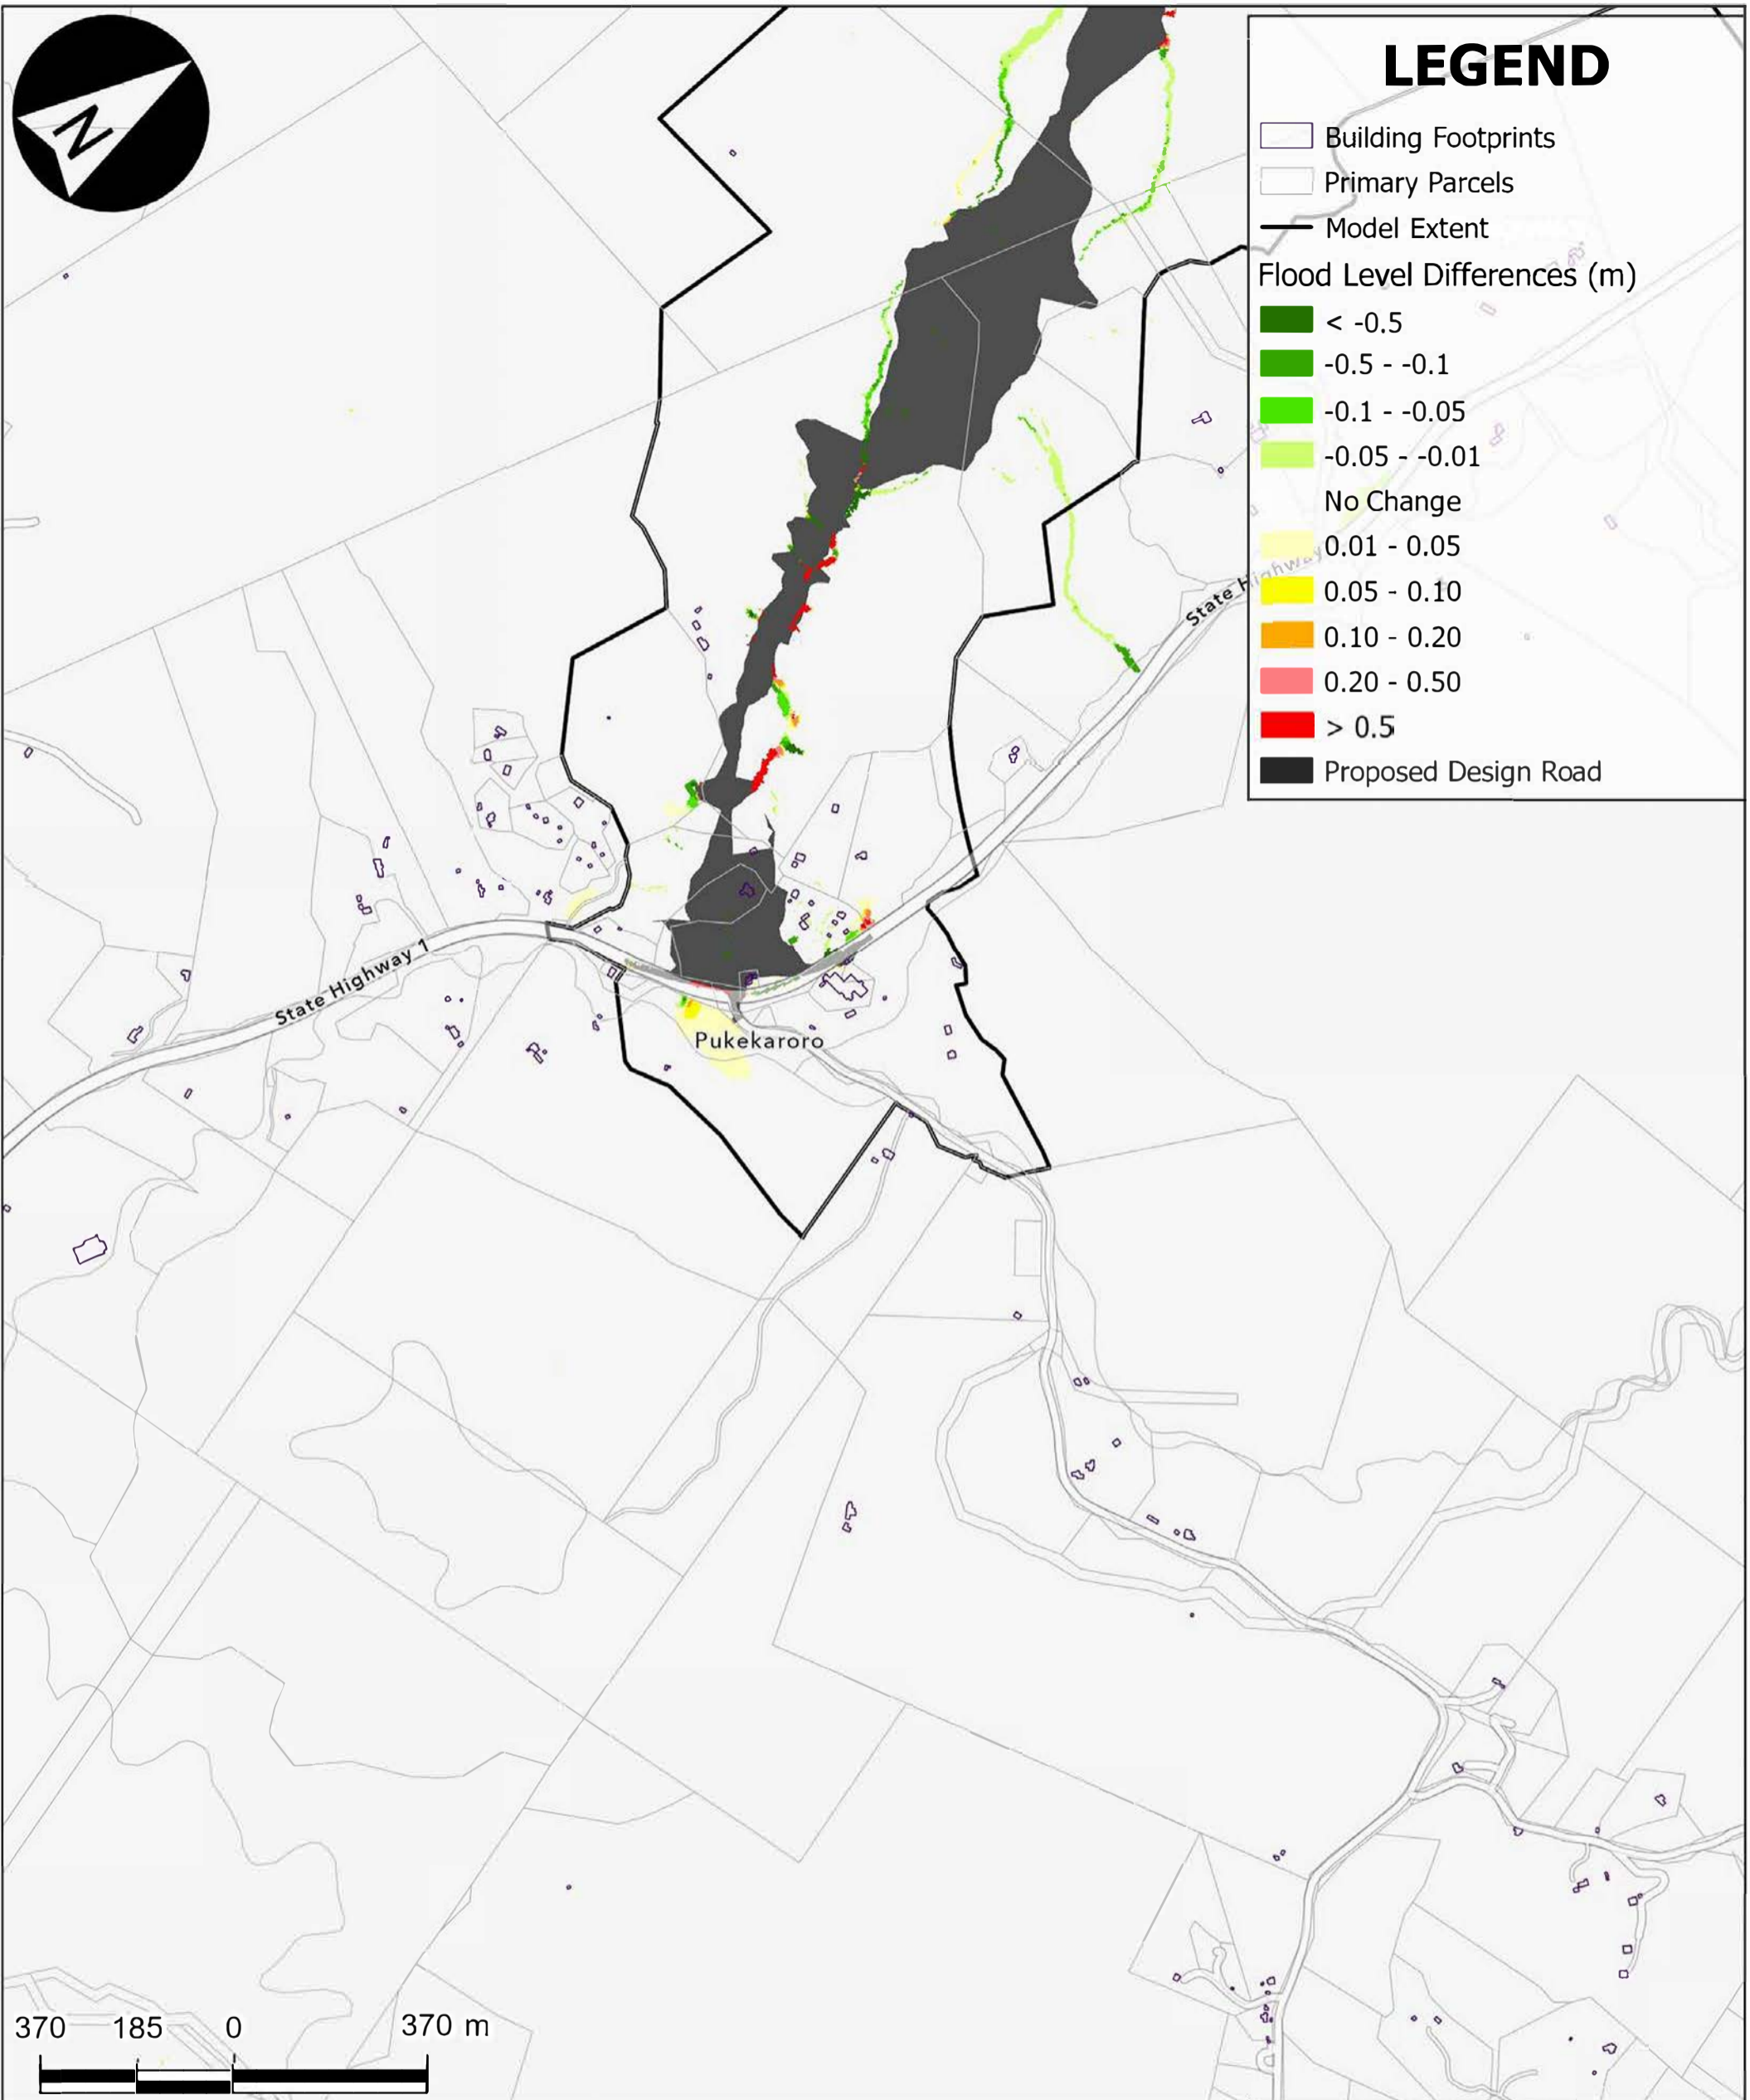 N
LEGEND
Building Footprints
Primary Parcels
Model Extent
Flood Level Differences (m)
< -0.5
-0.5 - -0.1
-0.1 - -0.05
-0.05 - -0.01
No Change
0.01 - 0.05
0.05 - 0.10
0.10 - 0.20
0.20 - 0.50
> 0.5
Proposed Design Road
State Highway
State Highway 1
Pukekaroro
370 185 0 370 m